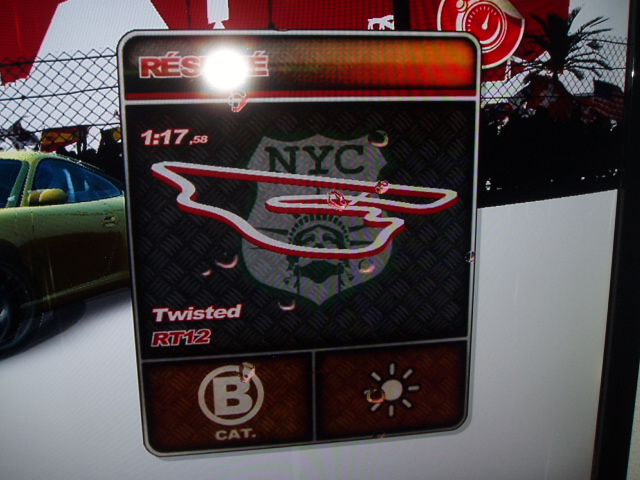 1:17,58
NYC
Twisted
RT12
B
CAT.